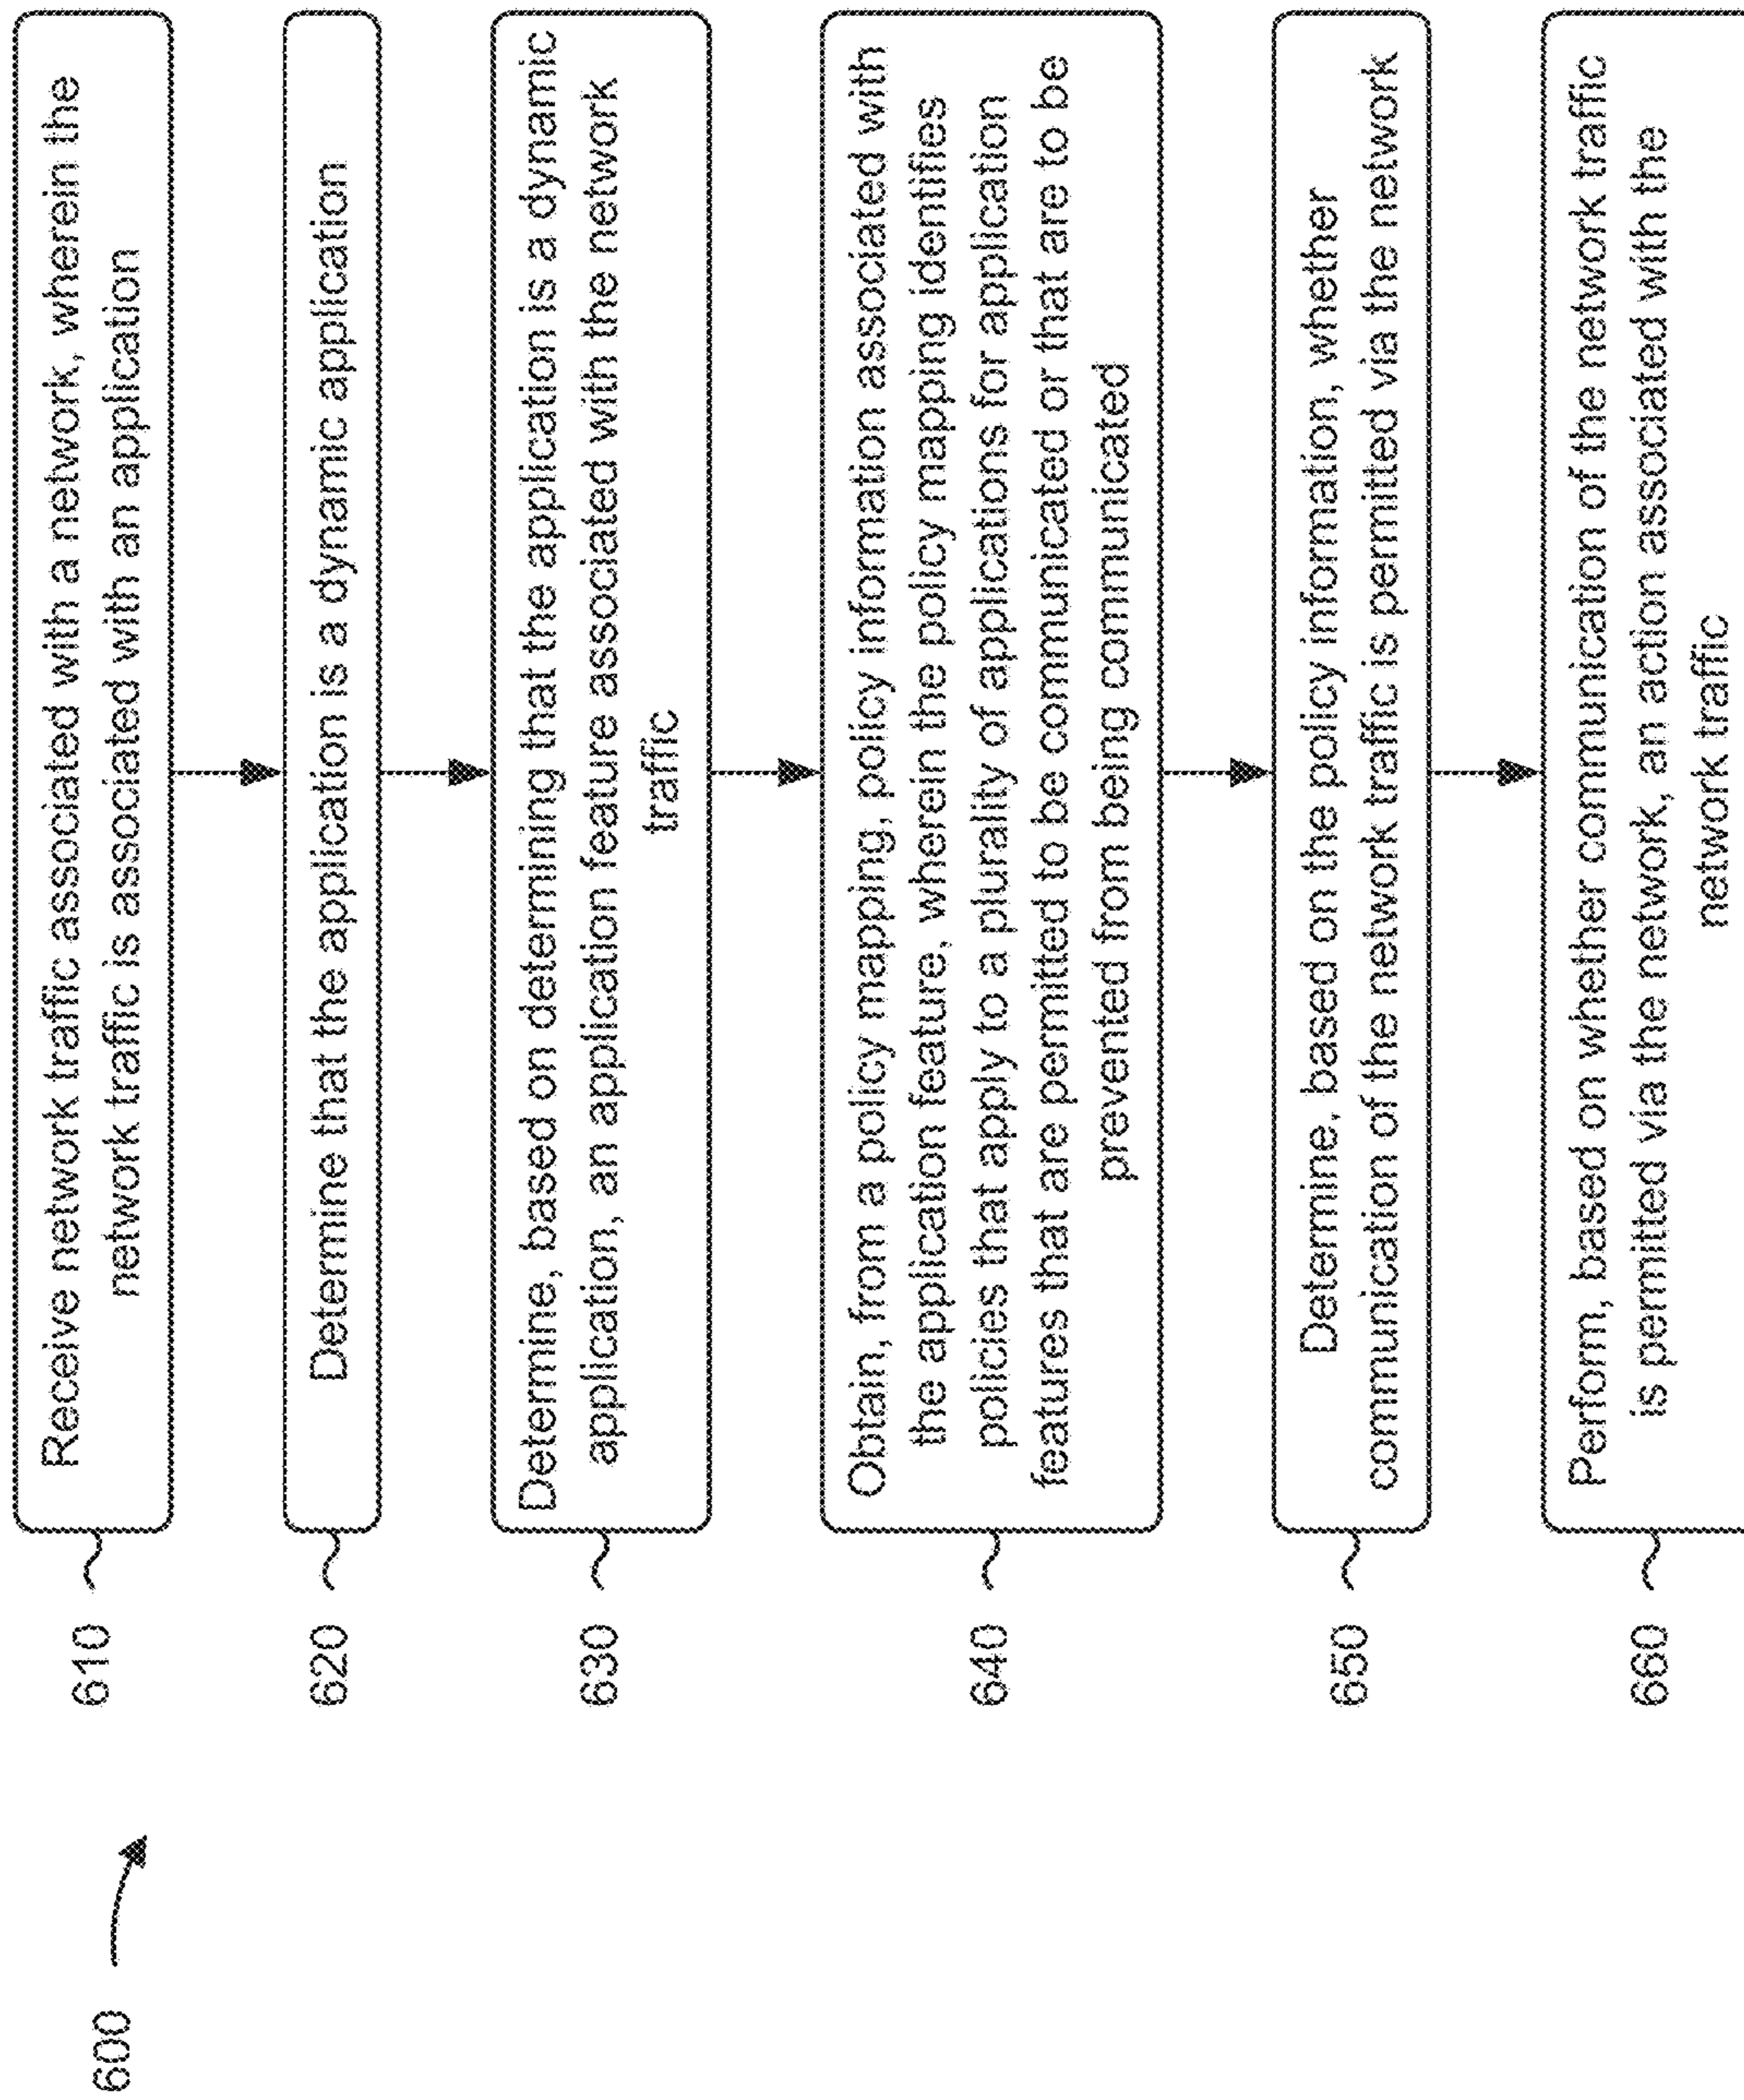 600
610
Receive network traffic associated with a network, wherein the
network traffic is associated with an application
620
Determine that the application is a dynamic application
630
Determine, based on determining that the application is a dynamic
application, an application feature associated with the network
traffic
640
Obtain, from a policy mapping, policy information associated with
the application feature, wherein the policy mapping identifies
policies that apply to a plurality of applications for application
features that are permitted to be communicated or that are to be
prevented from being communicated
650
Determine, based on the policy information, whether
communication of the network traffic is permitted via the network
660
Perform, based on whether communication of the network traffic
is permitted via the network, an action associated with the
network traffic